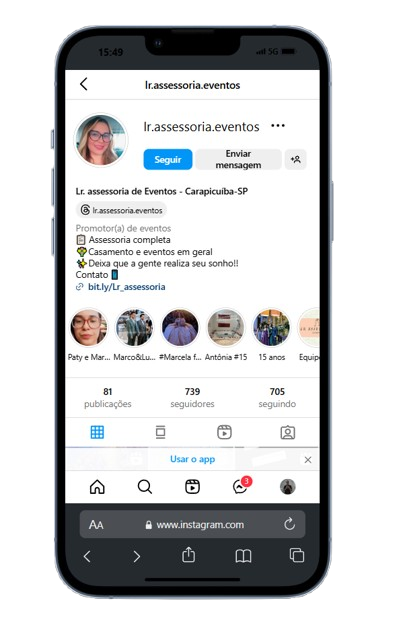 15:49
5G
lr.assessoria.eventos
lr.assessoria.eventos
Seguir
Enviar mensagem
Lr. assessoria de Eventos - Carapicuíba-SP
lr.assessoria.eventos
Promotor(a) de eventos
Assessoria completa
Casamento e eventos em geral
Deixa que a gente realiza seu sonho!!
Contato
bit.ly/Lr_assessoria
Paty e Mar... Marco&Lu... #Marcela f... Antônia #15 15 anos Equipe
81 739 705
publicações seguidores seguindo
Usar o app
3
AA www.instagram.com